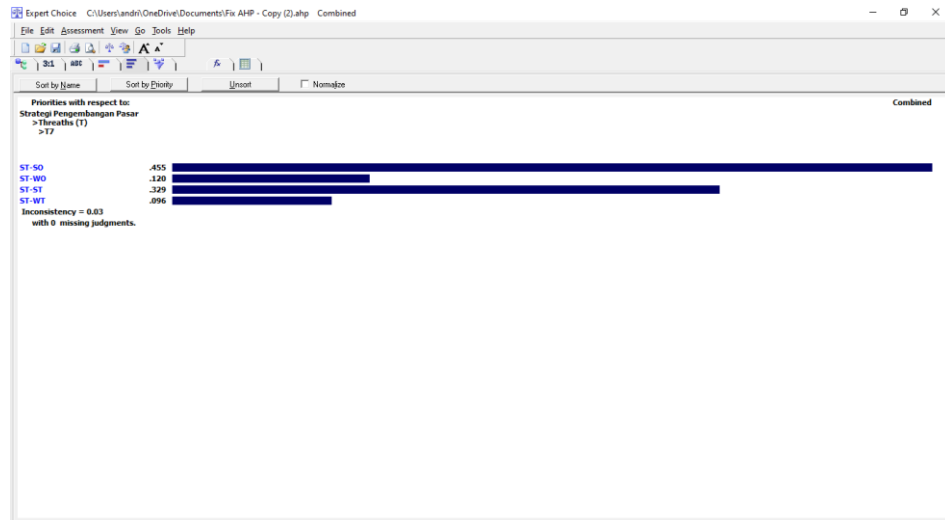 Expert Choice C:\Users\andri\OneDrive\Documents\Fix AHP - Copy (2).ahp Combined
File Edit Assessment View Go Tools Help
A A
3:1 ABC fx
Sort by Name Sort by Priority Unsort Normalize
Priorities with respect to: Combined
Strategi Pengembangan Pasar
>Threaths (T)
>T7
ST-SO .455
ST-WO .120
ST-ST .329
ST-WT .096
Inconsistency = 0.03
with 0 missing judgments.